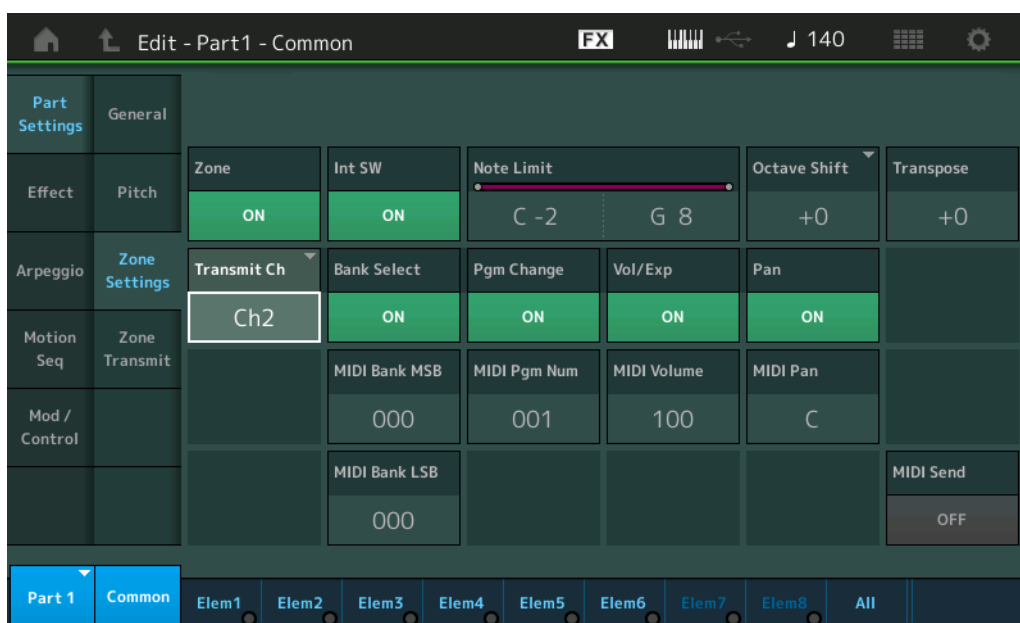 Edit - Part1 - Common FX 140
Part Settings
General
Effect
Pitch
Arpeggio
Zone Settings
Motion Seq
Zone Transmit
Mod / Control
Zone
ON
Int SW
ON
Note Limit
C -2 G 8
Octave Shift
+0
Transpose
+0
Transmit Ch
Ch2
Bank Select
ON
Pgm Change
ON
Vol/Exp
ON
Pan
ON
MIDI Bank MSB
000
MIDI Pgm Num
001
MIDI Volume
100
MIDI Pan
C
MIDI Bank LSB
000
MIDI Send
OFF
Part 1 Common Elem1 Elem2 Elem3 Elem4 Elem5 Elem6 Elem7 Elem8 All